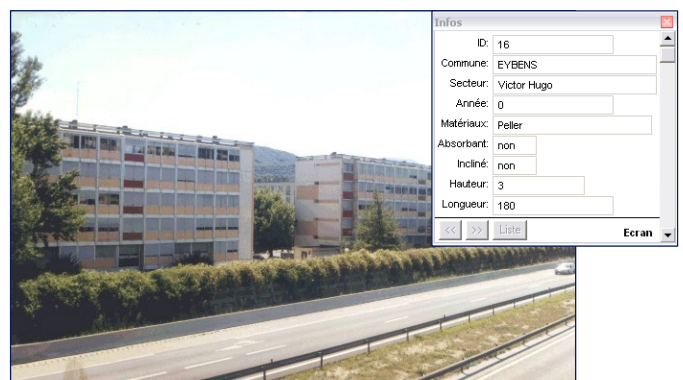 Infos
ID: 16
Commune: EYBENS
Secteur: Victor Hugo
Année: 0
Matériaux: Peller
Absorbant: non
Incliné: non
Hauteur: 3
Longueur: 180
<< >> Liste Ecran